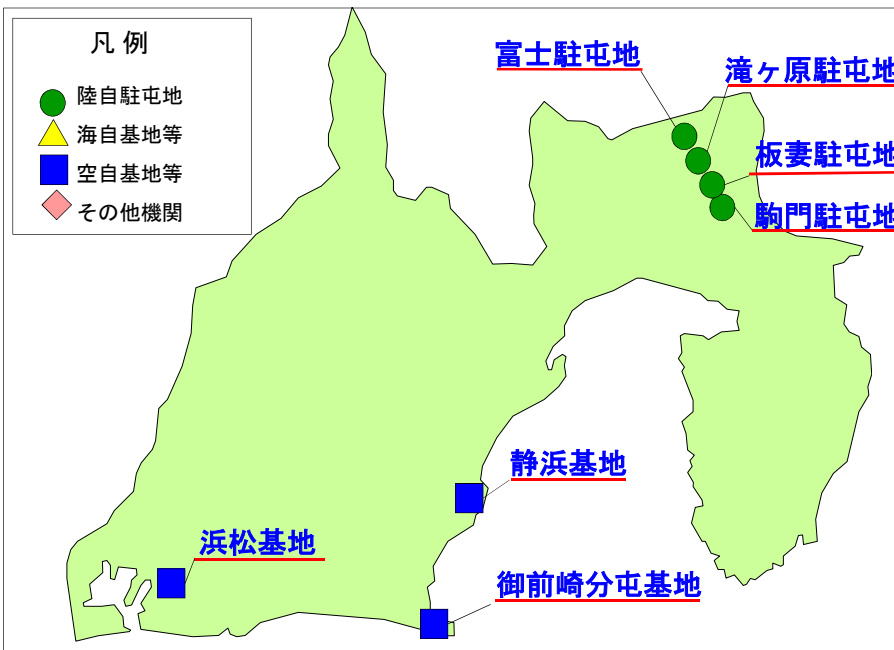 凡例
陸自駐屯地
海自基地等
空自基地等
その他機関
富士駐屯地
滝ヶ原駐屯地
板妻駐屯地
駒門駐屯地
静浜基地
浜松基地
御前崎分屯基地